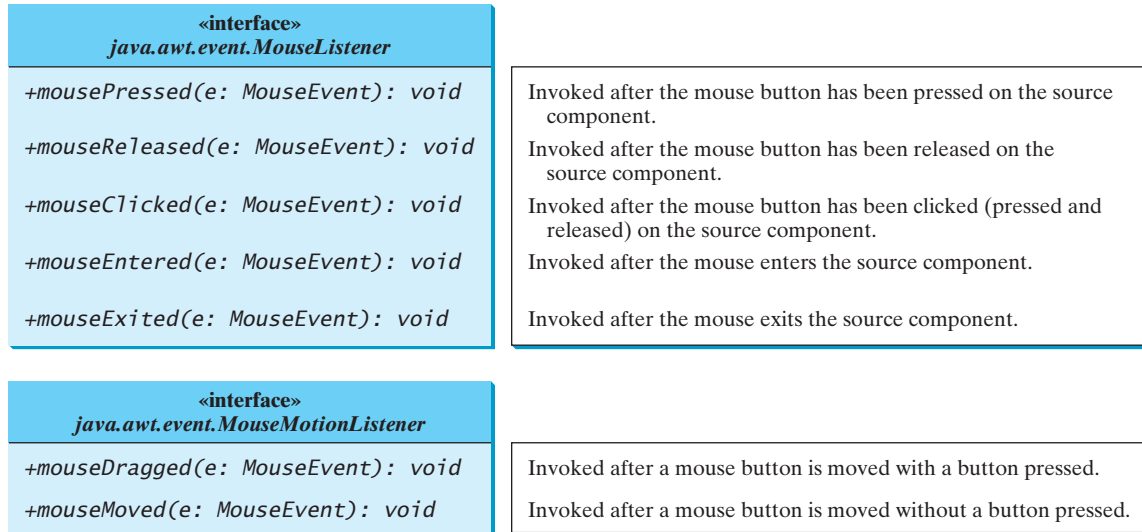 «interface»
java.awt.event.MouseListener
+mousePressed(e: MouseEvent): void
Invoked after the mouse button has been pressed on the source
component.
+mouseReleased(e: MouseEvent): void
Invoked after the mouse button has been released on the
source component.
+mouseClicked(e: MouseEvent): void
Invoked after the mouse button has been clicked (pressed and
released) on the source component.
+mouseEntered(e: MouseEvent): void
Invoked after the mouse enters the source component.
+mouseExited(e: MouseEvent): void
Invoked after the mouse exits the source component.
«interface»
java.awt.event.MouseMotionListener
+mouseDragged(e: MouseEvent): void
Invoked after a mouse button is moved with a button pressed.
+mouseMoved(e: MouseEvent): void
Invoked after a mouse button is moved without a button pressed.